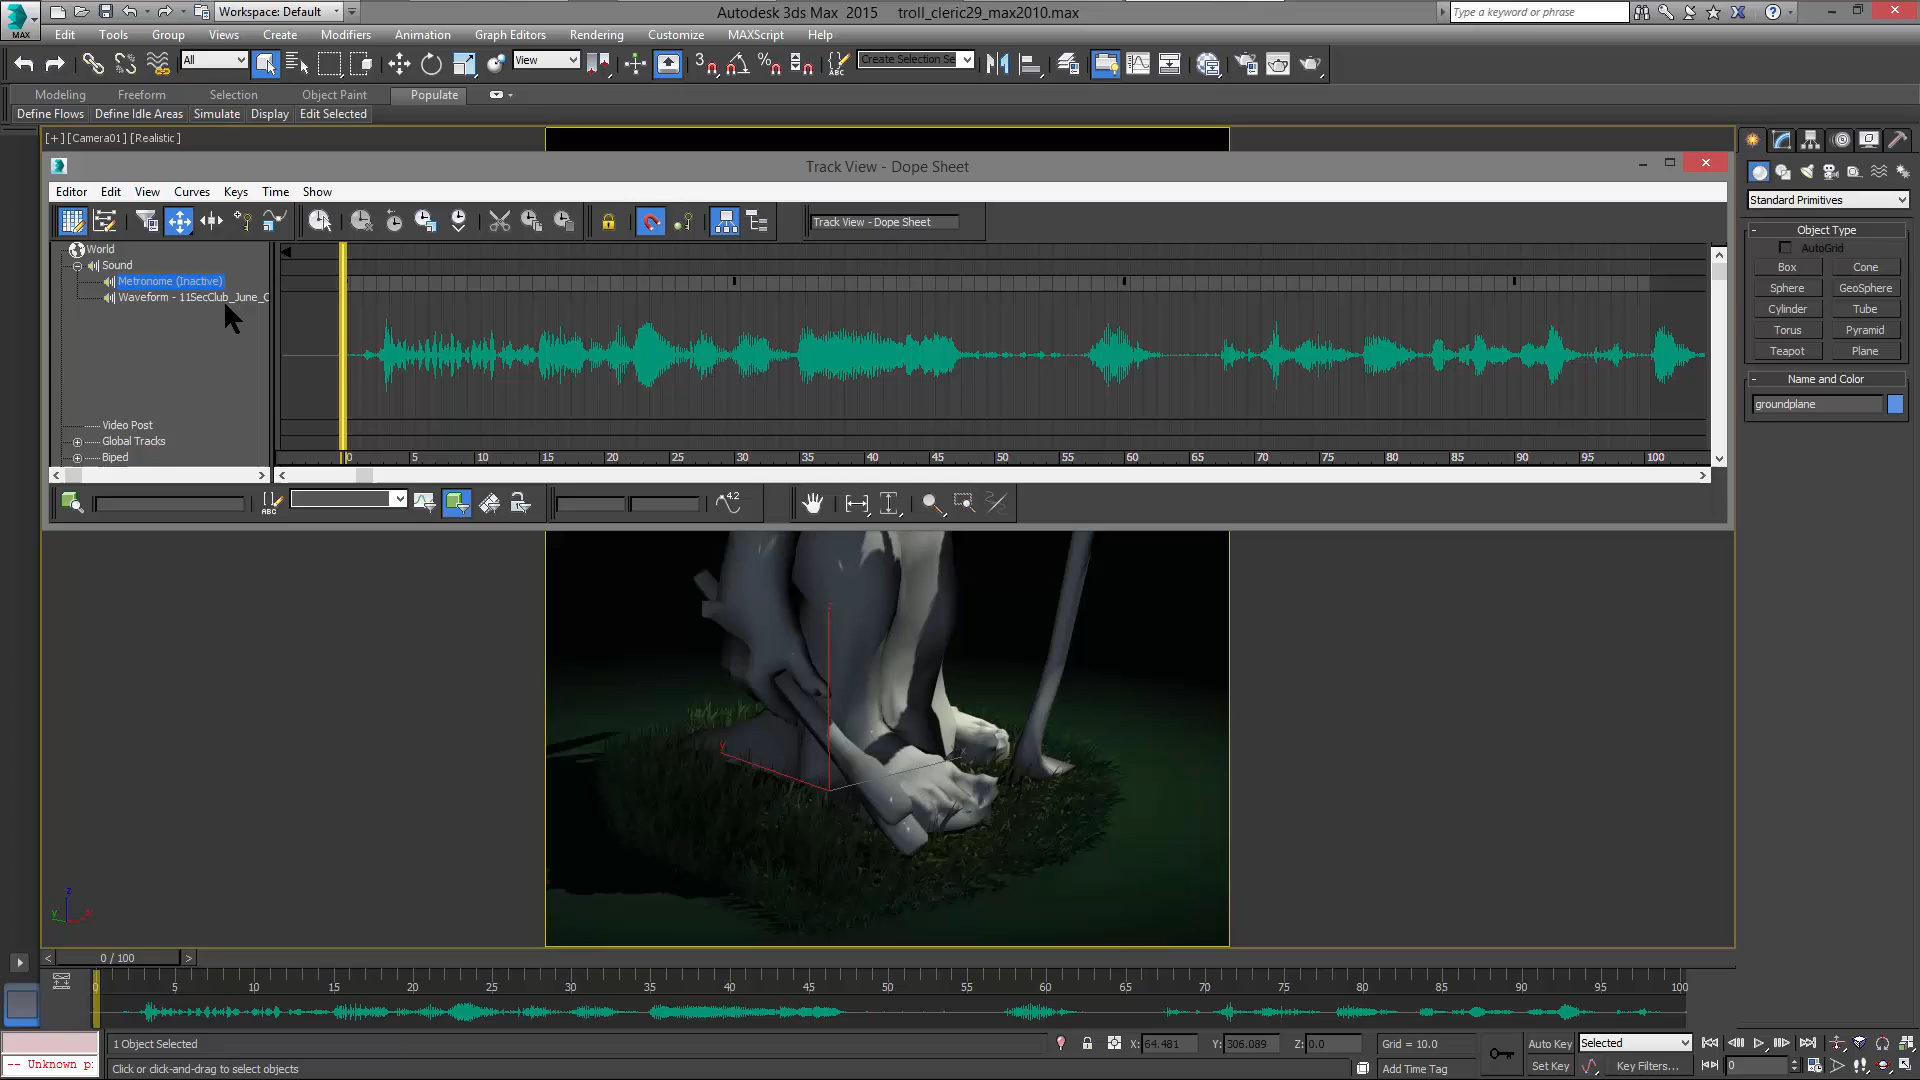 Workspace: Default
Autodesk 3ds Max 2015 troll_cleric29_max2010.max
Type a keyword or phrase
MAX
Edit Tools Group Views Create Modifiers Animation Graph Editors Rendering Customize MAXScript Help
All View Create Selection Se
Modeling Freeform Selection Object Paint Populate
Define Flows Define Idle Areas Simulate Display Edit Selected
[+] [Camera01] [Realistic]
Track View - Dope Sheet
Editor Edit View Curves Keys Time Show
Track View - Dope Sheet
World
Sound
Metronome (Inactive)
Waveform - 11SecClub_June_C
Video Post
Global Tracks
Biped
0 5 10 15 20 25 30 35 40 45 50 55 60 65 70 75 80 85 90 95 100
ABC 4.2
Standard Primitives
- Object Type
AutoGrid
Box Cone
Sphere GeoSphere
Cylinder Tube
Torus Pyramid
Teapot Plane
- Name and Color
groundplane
z
y
z
y x
< 0 / 100 >
0 5 10 15 20 25 30 35 40 45 50 55 60 65 70 75 80 85 90 95 100
1 Object Selected
X: 64.481 Y: 306.089 Z: 0.0 Grid = 10.0 Auto Key Selected
-- Unknown p:
Click or click-and-drag to select objects
Add Time Tag Set Key Key Filters... 0